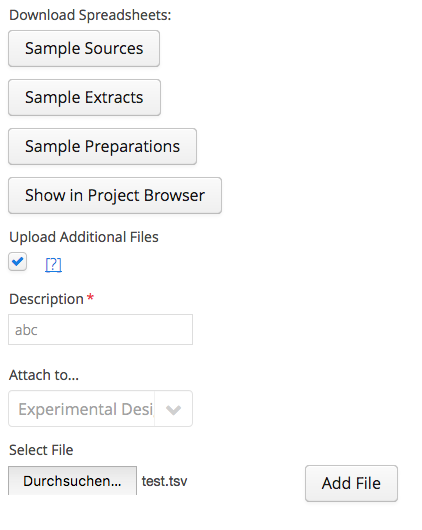 Download Spreadsheets:
Sample Sources
Sample Extracts
Sample Preparations
Show in Project Browser
Upload Additional Files
[?]
Description *
abc
Attach to...
Experimental Desi
Select File
Durchsuchen... test.tsv Add File